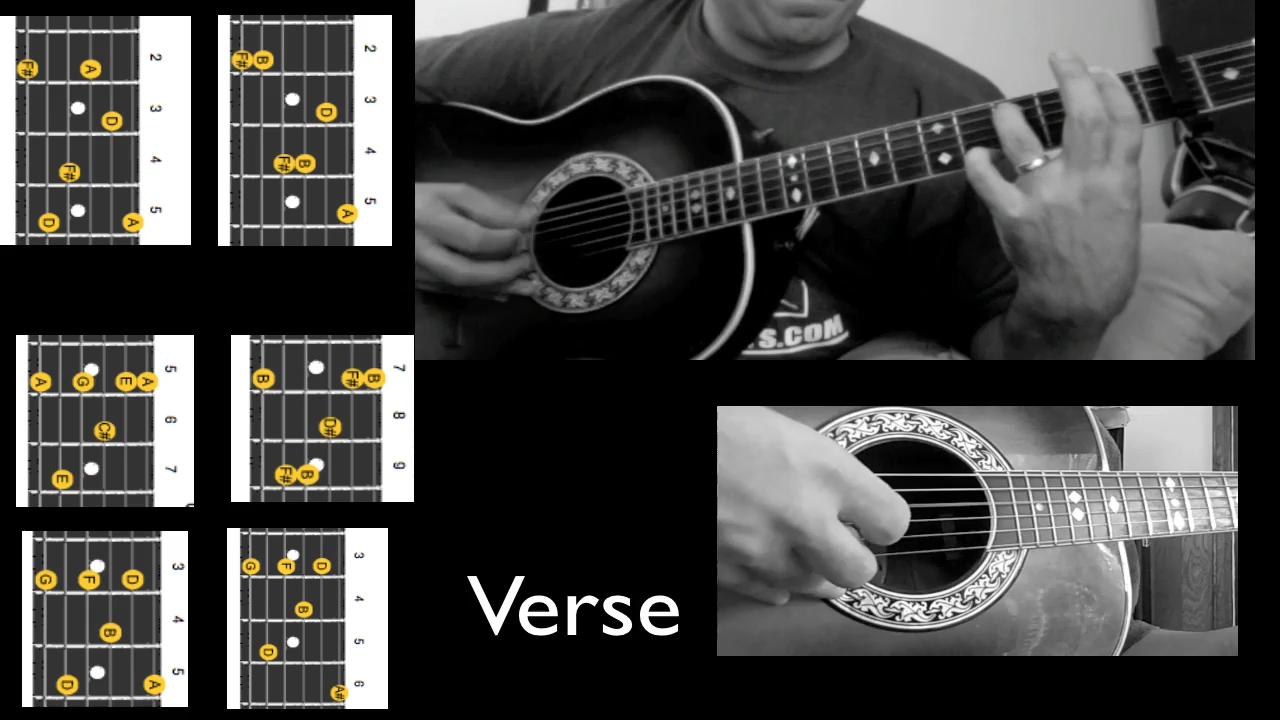 F# A D F# D A 2 3 4 5
F# B D F# B A 2 3 4 5
A G E A C# E 5 6 7
B F# B D# F# B 7 8 9
G F D B D A 3 4 5
G F D B D A# 3 4 5 6
S.COM
Verse